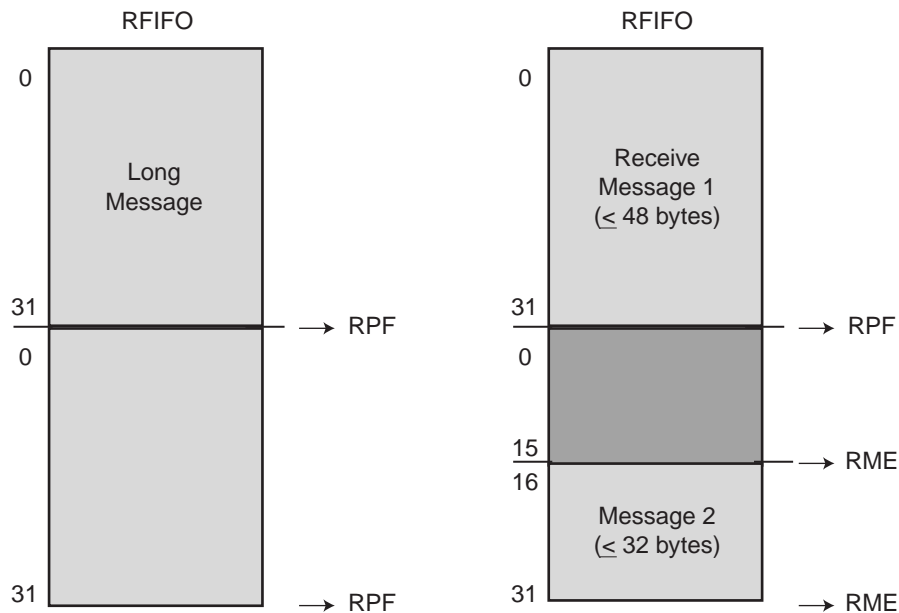 RFIFO
0
Long
Message
31
RPF
0
31
RPF
RFIFO
0
Receive
Message 1
(≤ 48 bytes)
31
RPF
0
15
RME
16
Message 2
(≤ 32 bytes)
31
RME